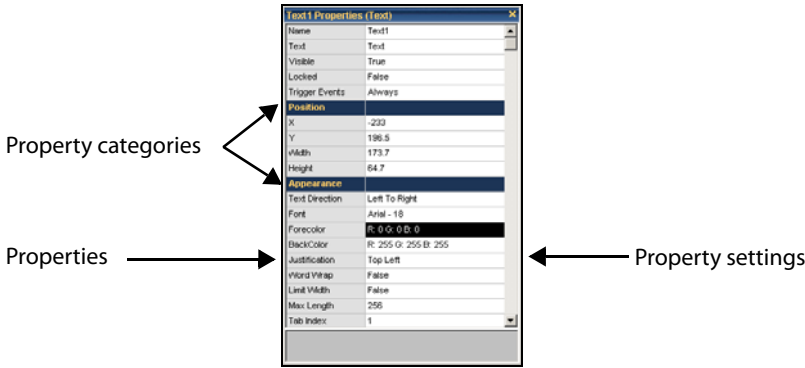 Text1 Properties (Text)
Name Text1
Text Text
Visible True
Locked False
Trigger Events Always
Position
X -233
Y 196.5
Width 173.7
Height 64.7
Appearance
Text Direction Left To Right
Font Arial - 18
Forecolor R: 0 G: 0 B: 0
BackColor R: 255 G: 255 B: 255
Justification Top Left
Word Wrap False
Limit Width False
Max Length 256
Tab Index 1
Property categories
Properties
Property settings